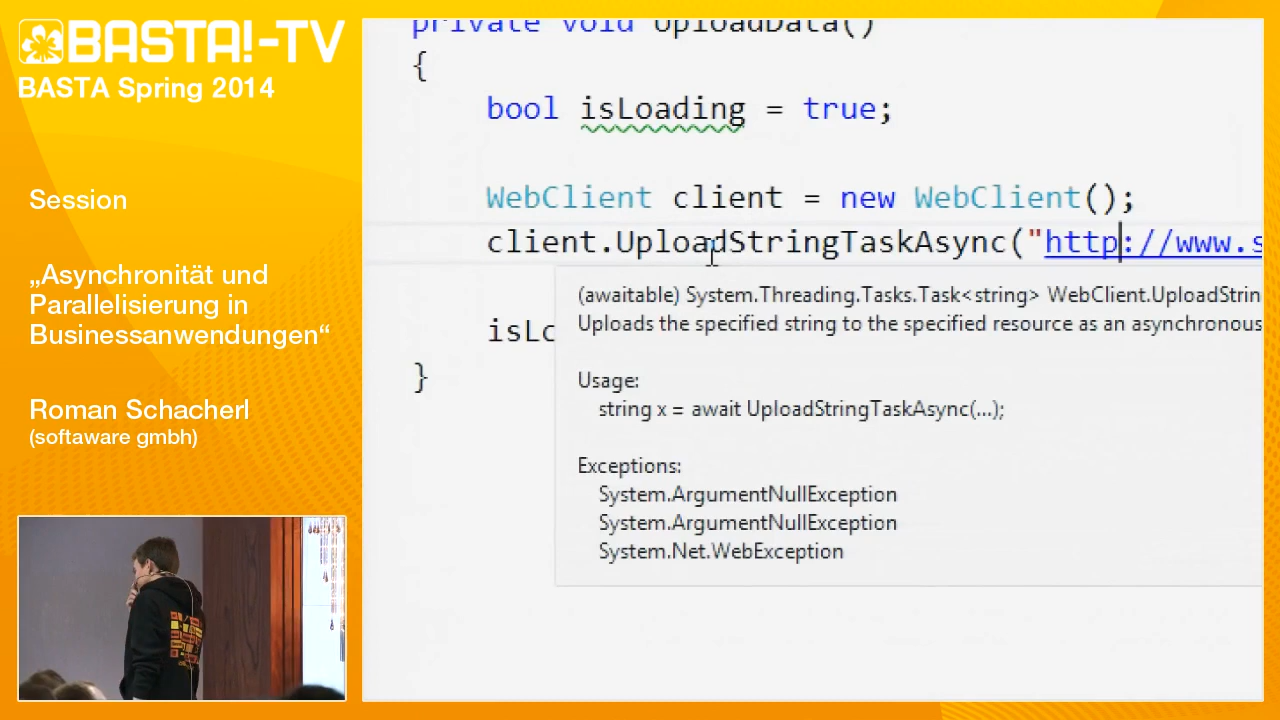 BASTA!-TV
BASTA Spring 2014
Session
„Asynchronität und
Parallelisierung in
Businessanwendungen“
Roman Schacherl
(softaware gmbh)
private void UploadData()
{
bool isLoading = true;
WebClient client = new WebClient();
client.UploadStringTaskAsync("http://www.s
(awaitable) System.Threading.Tasks.Task<string> WebClient.UploadStrin
Uploads the specified string to the specified resource as an asynchronous
isLo
Usage:
string x = await UploadStringTaskAsync(...);
}
Exceptions:
System.ArgumentNullException
System.ArgumentNullException
System.Net.WebException